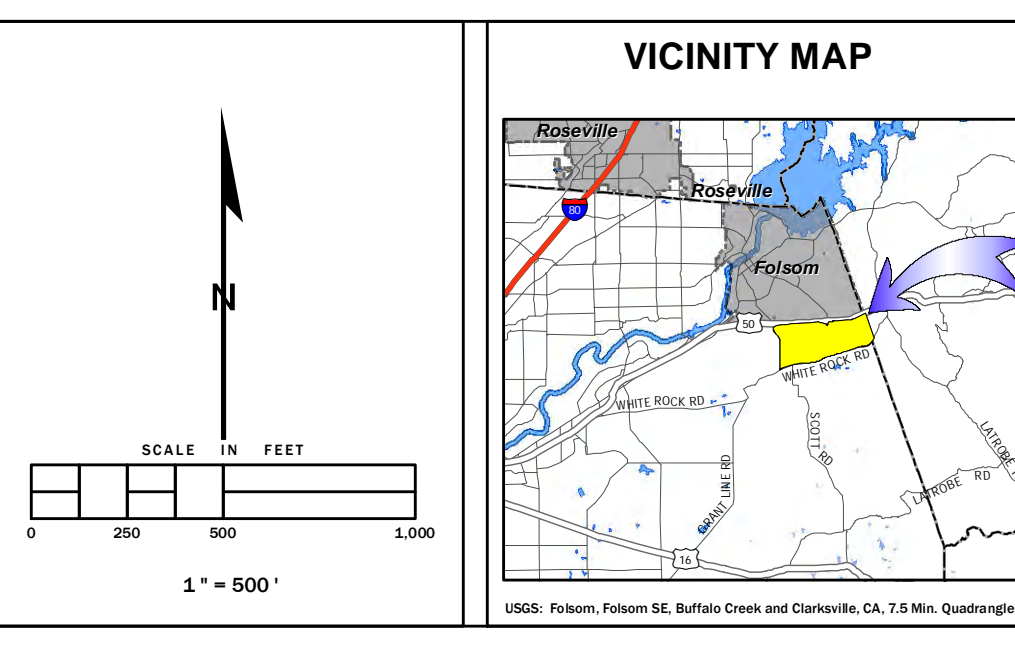 N
SCALE IN FEET
0 250 500 1,000
1" = 500'
VICINITY MAP
Roseville
Roseville
80
Folsom
50
WHITE ROCK RD
WHITE ROCK RD
SCOTT RD
GRANT LINE RD
LATROBE
LATROBE RD
16
USGS: Folsom, Folsom SE, Buffalo Creek and Clarksville, CA, 7.5 Min. Quadrangle